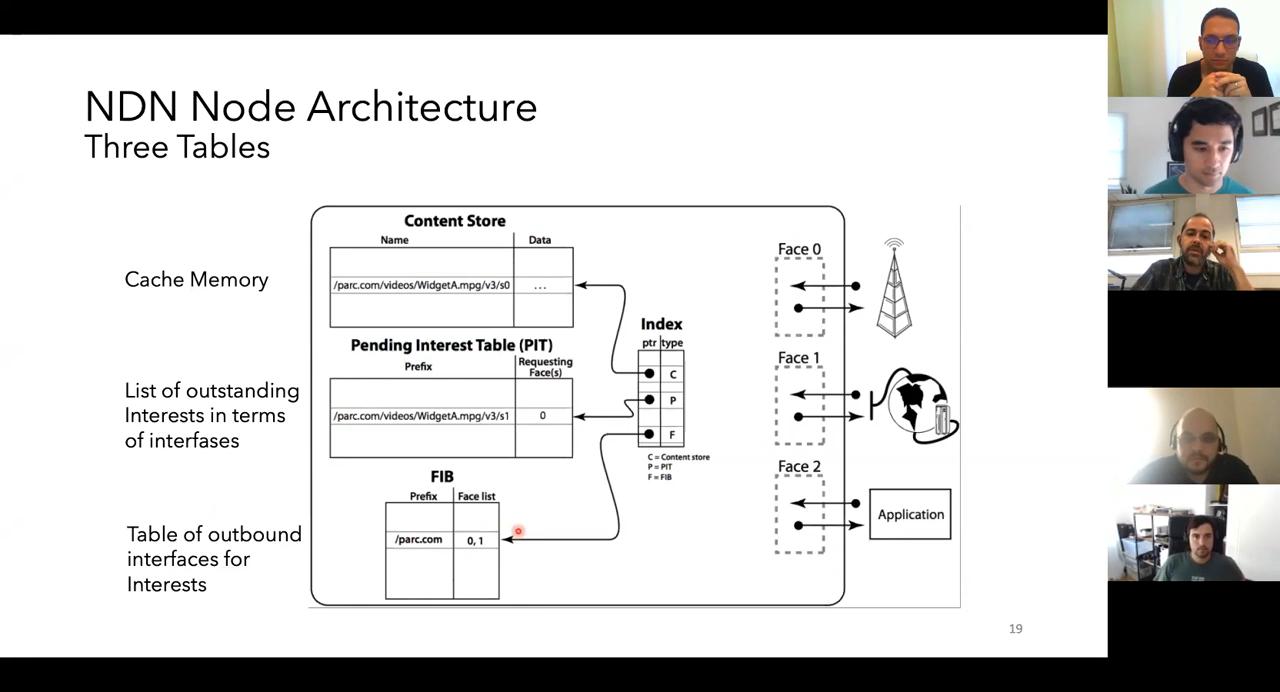 NDN Node Architecture
Three Tables
Content Store
Name Data
Cache Memory
/parc.com/videos/WidgetA.mpg/v3/s0 ...
Pending Interest Table (PIT)
Prefix
Requesting
Face(s)
List of outstanding
Interests in terms
of interfases
/parc.com/videos/WidgetA.mpg/v3/s1 0
FIB
Prefix Face list
Table of outbound
interfaces for
Interests
/parc.com 0, 1
Index
ptr type
C
P
F
C = Content store
P = PIT
F = FIB
Face 0
Face 1
Face 2
Application
19